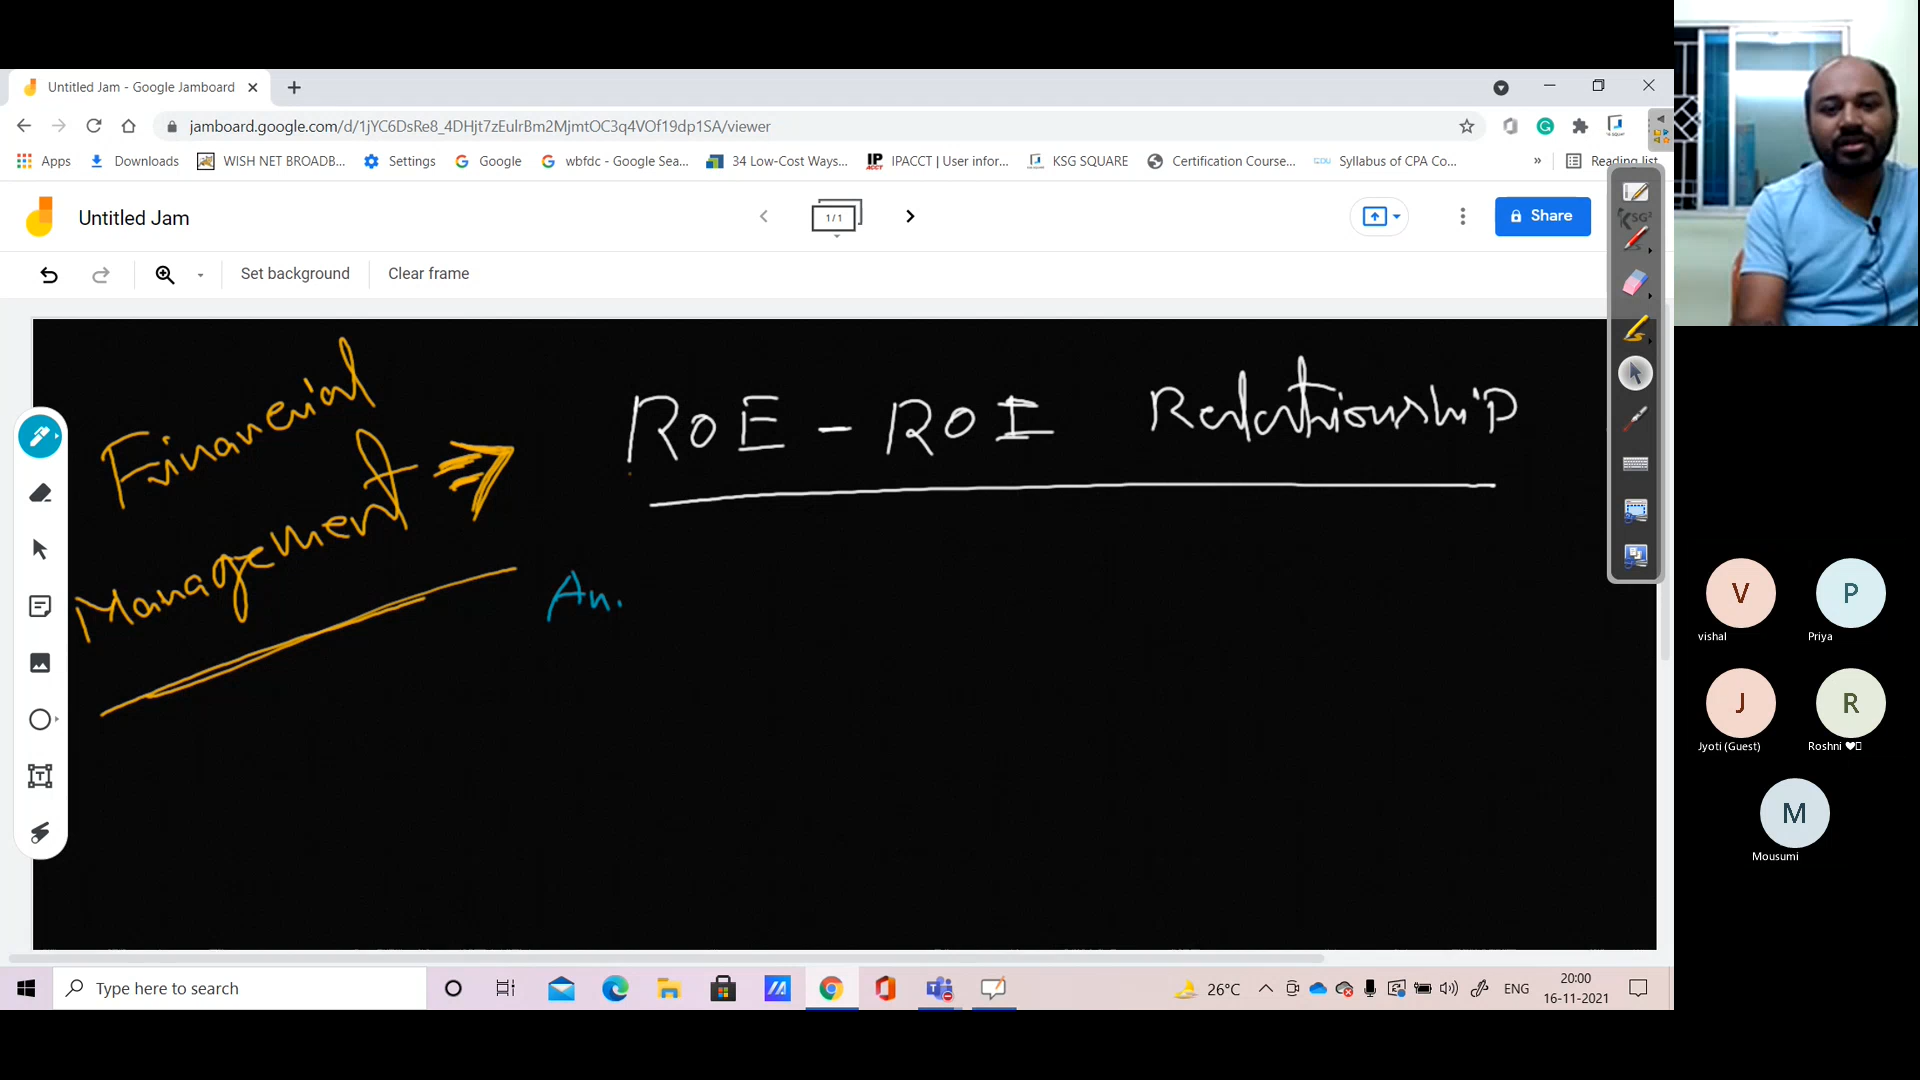 Untitled Jam - Google Jamboard
jamboard.google.com/d/1jYC6DsRe8_4DHjt7zEulrBm2MjmtOC3q4VOf19dp1SA/viewer
Apps Downloads WISH NET BROADB... Settings Google wbfdc - Google Sea... 34 Low-Cost Ways... IPACCT | User infor... KSG SQUARE Certification Course... Syllabus of CPA Co... » Reading list
Untitled Jam 1/1 Share
Set background Clear frame
KSG²
Financial
Management
ROE - ROI Relationship
An.
V P
vishal Priya
J R
Jyoti (Guest) Roshni ❤
M
Mousumi
Type here to search
26°C ENG 20:00
16-11-2021